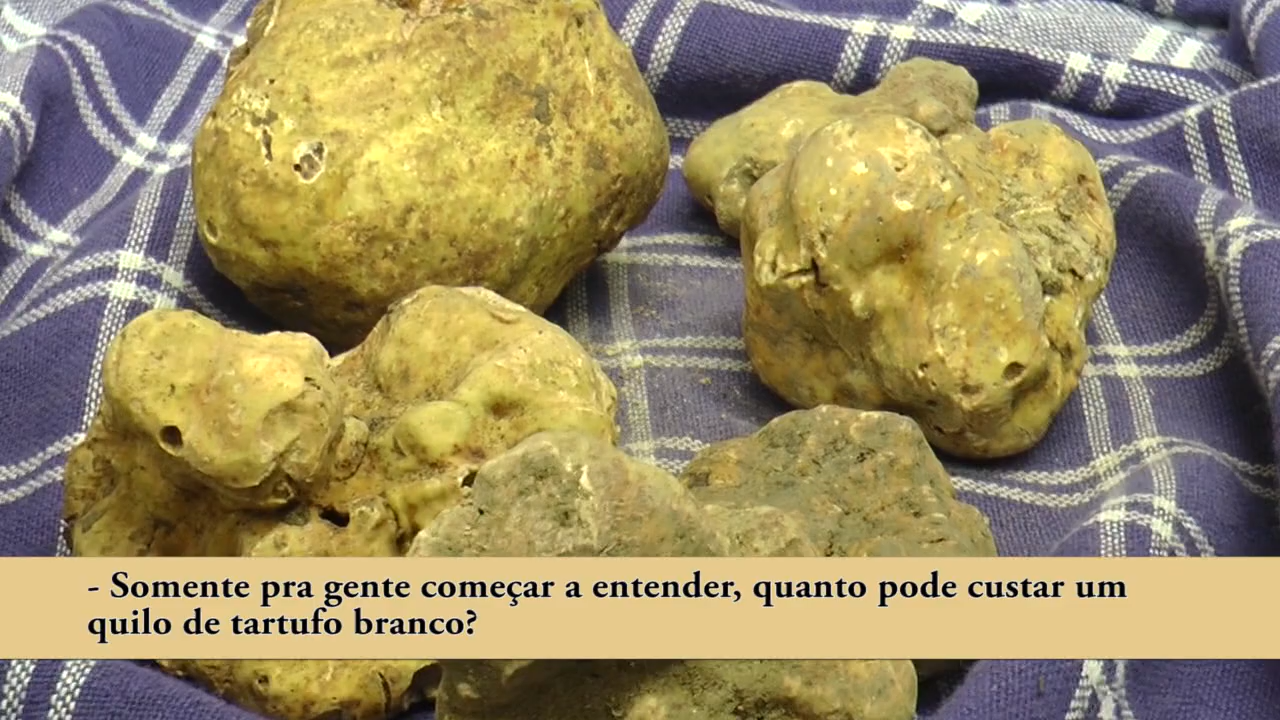 - Somente pra gente começar a entender, quanto pode custar um
quilo de tartufo branco?